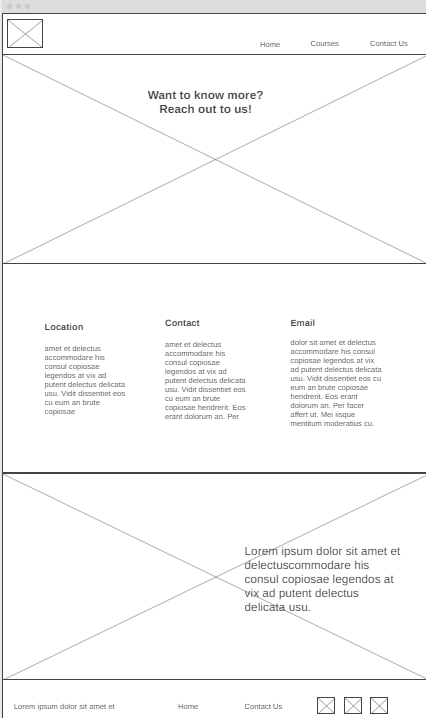 Home Courses Contact Us
Want to know more?
Reach out to us!
Location
amet et delectus
accommodare his
consul copiosae
legendos at vix ad
putent delectus delicata
usu. Vidit dissentiet eos
cu eum an brute
copiosae
Contact
amet et delectus
accommodare his
consul copiosae
legendos at vix ad
putent delectus delicata
usu. Vidit dissentiet eos
cu eum an brute
copiosae hendrerit. Eos
erant dolorum an. Per
Email
dolor sit amet et delectus
accommodare his consul
copiosae legendos at vix
ad putent delectus delicata
usu. Vidit dissentiet eos cu
eum an brute copiosae
hendrerit. Eos erant
dolorum an. Per facer
affert ut. Mei iisque
mentitum moderatius cu.
Lorem ipsum dolor sit amet et
delectuscommodare his
consul copiosae legendos at
vix ad putent delectus
delicata usu.
Lorem ipsum dolor sit amet et Home Contact Us